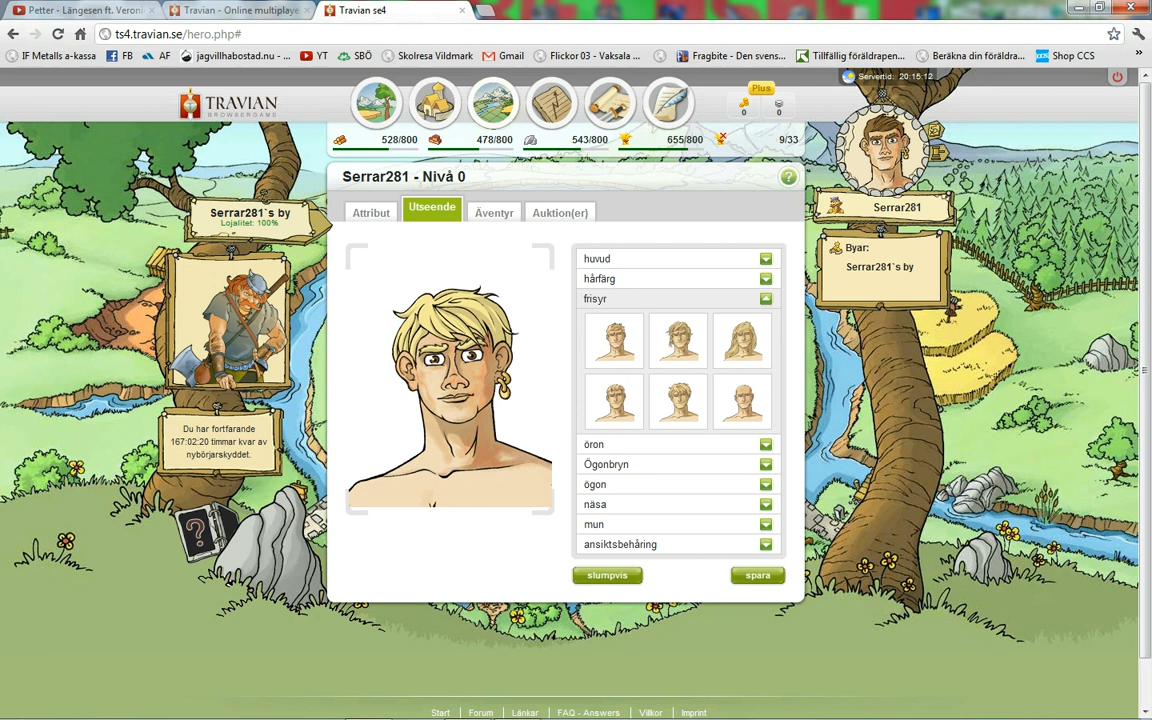 Petter - Längesen ft. Veroni
Travian - Online multiplaye
Travian se4
ts4.travian.se/hero.php#
IF Metalls a-kassa
FB
AF
jagvillhabostad.nu - ...
YT
SBÖ
Skolresa Vildmark
Gmail
Flickor 03 - Vaksala ...
Fragbite - Den svens...
Tillfällig föräldrapen...
Beräkna din föräldra...
Shop CCS
»
Servertid: 20:15:12
TRAVIAN
BROWSERGAME
Plus
0
0
528/800
478/800
543/800
655/800
9/33
Serrar281 - Nivå 0
?
Attribut
Utseende
Äventyr
Auktion(er)
Serrar281`s by
Lojalitet: 100%
Du har fortfarande
167:02:20 timmar kvar av
nybörjarskyddet.
?
huvud
hårfärg
frisyr
öron
Ögonbryn
ögon
näsa
mun
ansiktsbehåring
slumpvis
spara
Serrar281
Byar:
Serrar281`s by
Start
Forum
Länkar
FAQ - Answers
Villkor
Imprint